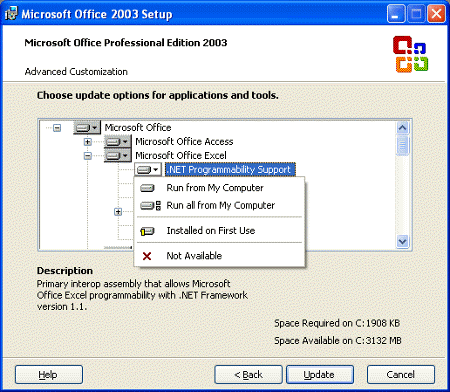 Microsoft Office 2003 Setup
Microsoft Office Professional Edition 2003
Advanced Customization
Choose update options for applications and tools.
Microsoft Office
Microsoft Office Access
Microsoft Office Excel
.NET Programmability Support
Run from My Computer
Run all from My Computer
Installed on First Use
Not Available
Description
Primary interop assembly that allows Microsoft
Office Excel programmability with .NET Framework
version 1.1.
Space Required on C:1908 KB
Space Available on C:3132 MB
Help
< Back
Update
Cancel